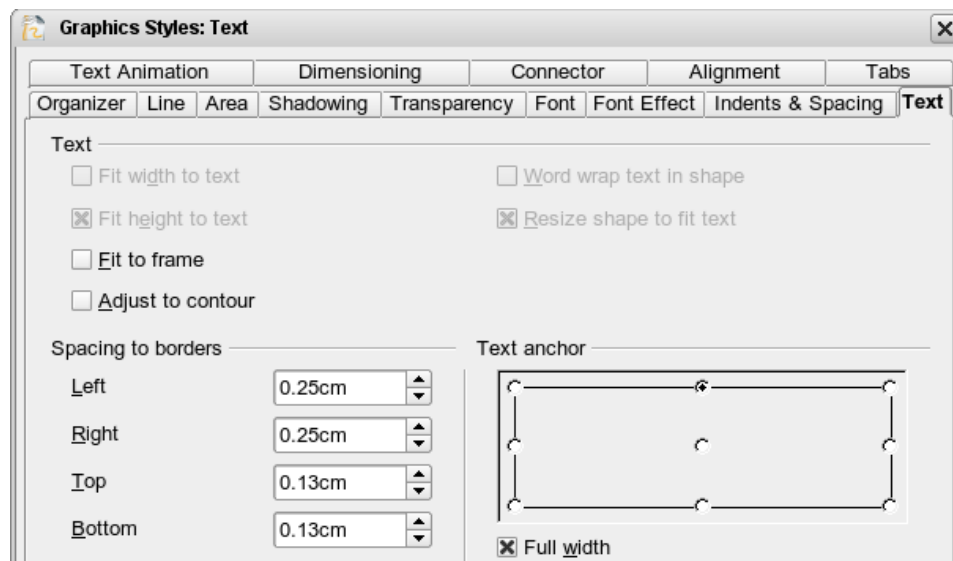 Graphics Styles: Text
Text Animation Dimensioning Connector Alignment Tabs
Organizer Line Area Shadowing Transparency Font Font Effect Indents & Spacing Text
Text
Fit width to text Word wrap text in shape
Fit height to text Resize shape to fit text
Fit to frame
Adjust to contour
Spacing to borders Text anchor
Left 0.25cm
Right 0.25cm
Top 0.13cm
Bottom 0.13cm
Full width